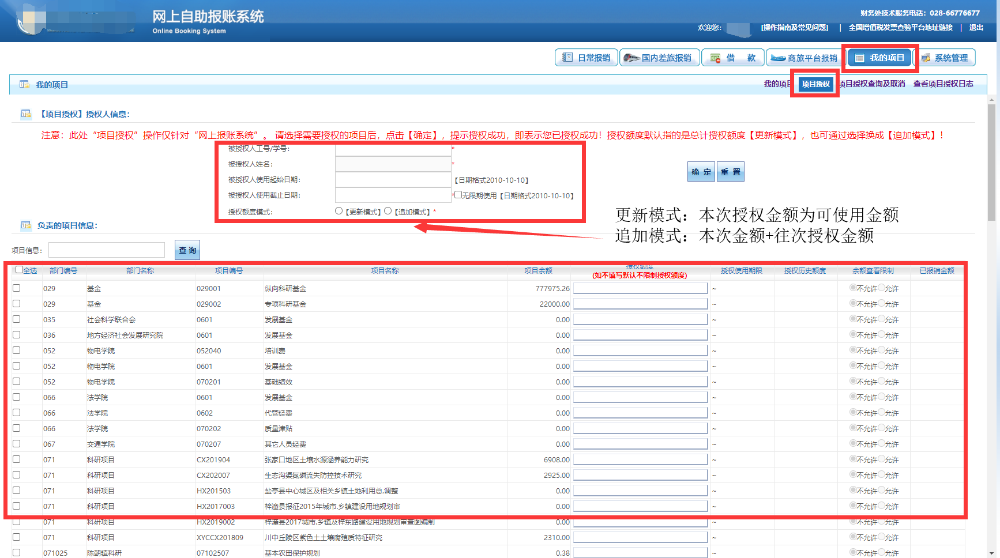 网上自助报账系统
Online Booking System
财务处技术服务电话：028-66776677
欢迎您: [操作指南及常见问题] | 全国增值税发票查验平台地址链接 | 退出
日常报销 国内差旅报销 借 款 商旅平台报销 我的项目 系统管理
我的项目 我的项目 项目授权 项目授权查询及取消 查看项目授权日志
【项目授权】授权人信息：
注意：此处“项目授权”操作仅针对“网上报账系统”。 请选择需要授权的项目后，点击【确定】，提示授权成功，即表示您已授权成功！授权额度默认指的是总计授权额度【更新模式】，也可通过选择换成【追加模式】！
被授权人工号/学号： *
被授权人姓名： *
被授权人使用起始日期： 【日期格式2010-10-10】
被授权人使用截止日期： *无限期使用【日期格式2010-10-10】
授权额度模式： 【更新模式】 【追加模式】 *
确 定 重 置
更新模式：本次授权金额为可使用金额
追加模式：本次金额+往次授权金额
负责的项目信息：
项目信息： 查 询
全选 部门编号 部门名称 项目编号 项目名称 项目余额 授权额度 授权使用期限 授权历史额度 余额查看限制 已报销金额
(如不填写默认不限制授权额度)
029 基金 029001 纵向科研基金 777975.26 ~ 不允许 允许
029 基金 029002 专项科研基金 22000.00 ~ 不允许 允许
035 社会科学联合会 0601 发展基金 0.00 ~ 不允许 允许
036 地方经济社会发展研究院 0601 发展基金 0.00 ~ 不允许 允许
052 物电学院 052040 培训费 0.00 ~ 不允许 允许
052 物电学院 0601 发展基金 0.00 ~ 不允许 允许
052 物电学院 070201 基础绩效 0.00 ~ 不允许 允许
066 法学院 0601 发展基金 0.00 ~ 不允许 允许
066 法学院 0602 代管经费 0.00 ~ 不允许 允许
066 法学院 070202 质量津贴 0.00 ~ 不允许 允许
067 交通学院 070207 其它人员经费 0.00 ~ 不允许 允许
071 科研项目 CX201904 张家口地区土壤水源涵养能力研究 6908.00 ~ 不允许 允许
071 科研项目 CX202007 生态沟渠氮磷流失防控技术研究 2925.00 ~ 不允许 允许
071 科研项目 HX201503 盐亭县中心城区及相关乡镇土地利用总.调整 0.00 ~ 不允许 允许
071 科研项目 HX2017003 梓潼县报征2015年城市.乡镇建设用地规划审 0.00 ~ 不允许 允许
071 科研项目 HX2019002 梓潼县2017城市.乡镇及梓东路建设用地规划审查图编制 0.00 ~ 不允许 允许
071 科研项目 XYCCX201809 川中丘陵区紫色土土壤腐殖质特征研究 2310.00 ~ 不允许 允许
071025 陈朝镇科研 07102507 基本农田保护规划 0.38 ~ 不允许 允许